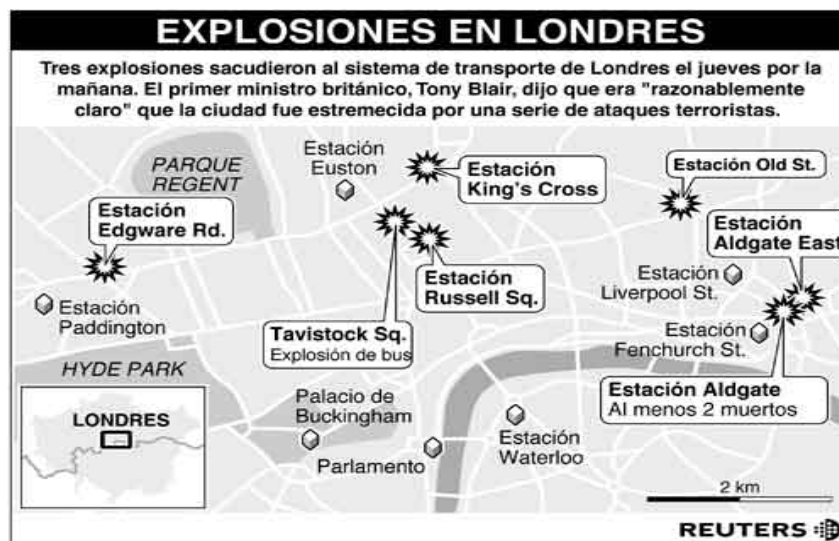 EXPLOSIONES EN LONDRES
Tres explosiones sacudieron al sistema de transporte de Londres el jueves por la
mañana. El primer ministro británico, Tony Blair, dijo que era "razonablemente
claro" que la ciudad fue estremecida por una serie de ataques terroristas.
PARQUE
REGENT
Estación
Euston
Estación
King's Cross
Estación Old St.
Estación
Edgware Rd.
Estación
Aldgate East
Estación
Paddington
Estación
Russell Sq.
Estación
Liverpool St.
Tavistock Sq.
Explosión de bus
Estación
Fenchurch St.
HYDE PARK
Estación Aldgate
Al menos 2 muertos
LONDRES
Palacio de
Buckingham
Parlamento
Estación
Waterloo
2 km
REUTERS